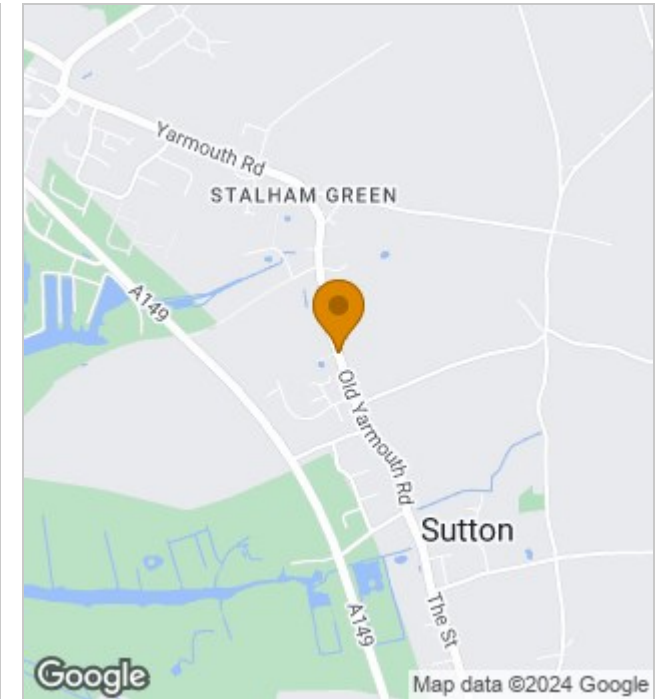 Yarmouth Rd
STALHAM GREEN
A149
Old Yarmouth Rd
Sutton
The St
A149
Google
Map data ©2024 Google